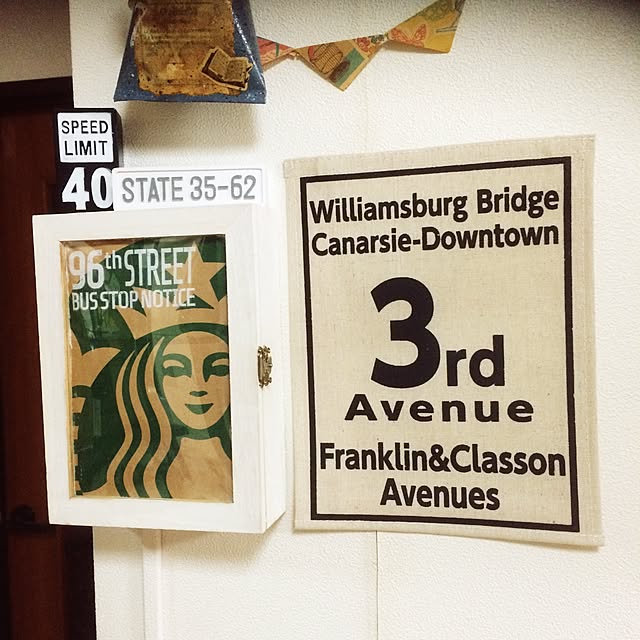 SPEED
LIMIT
40
STATE 35-62
96th STREET
BUS STOP NOTICE
Williamsburg Bridge
Canarsie-Downtown
3rd
Avenue
Franklin&Classon
Avenues